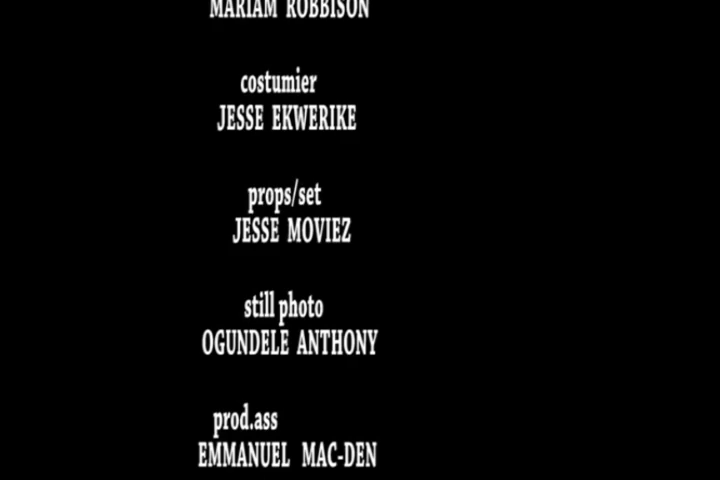 MARIAM ROBBISON
costumier
JESSE EKWERIKE
props/set
JESSE MOVIEZ
still photo
OGUNDELE ANTHONY
prod.ass
EMMANUEL MAC-DEN